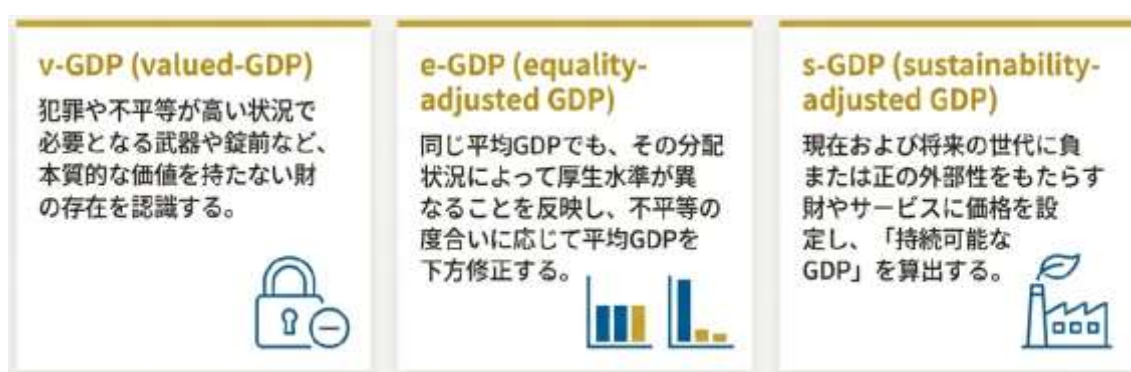 v-GDP (valued-GDP)
犯罪や不平等が高い状況で
必要となる武器や錠前など、
本質的な価値を持たない財
の存在を認識する。
e-GDP (equality-
adjusted GDP)
同じ平均GDPでも、その分配
状況によって厚生水準が異
なることを反映し、不平等の
度合いに応じて平均GDPを
下方修正する。
s-GDP (sustainability-
adjusted GDP)
現在および将来の世代に負
または正の外部性をもたらす
財やサービスに価格を設
定し、「持続可能な
GDP」を算出する。